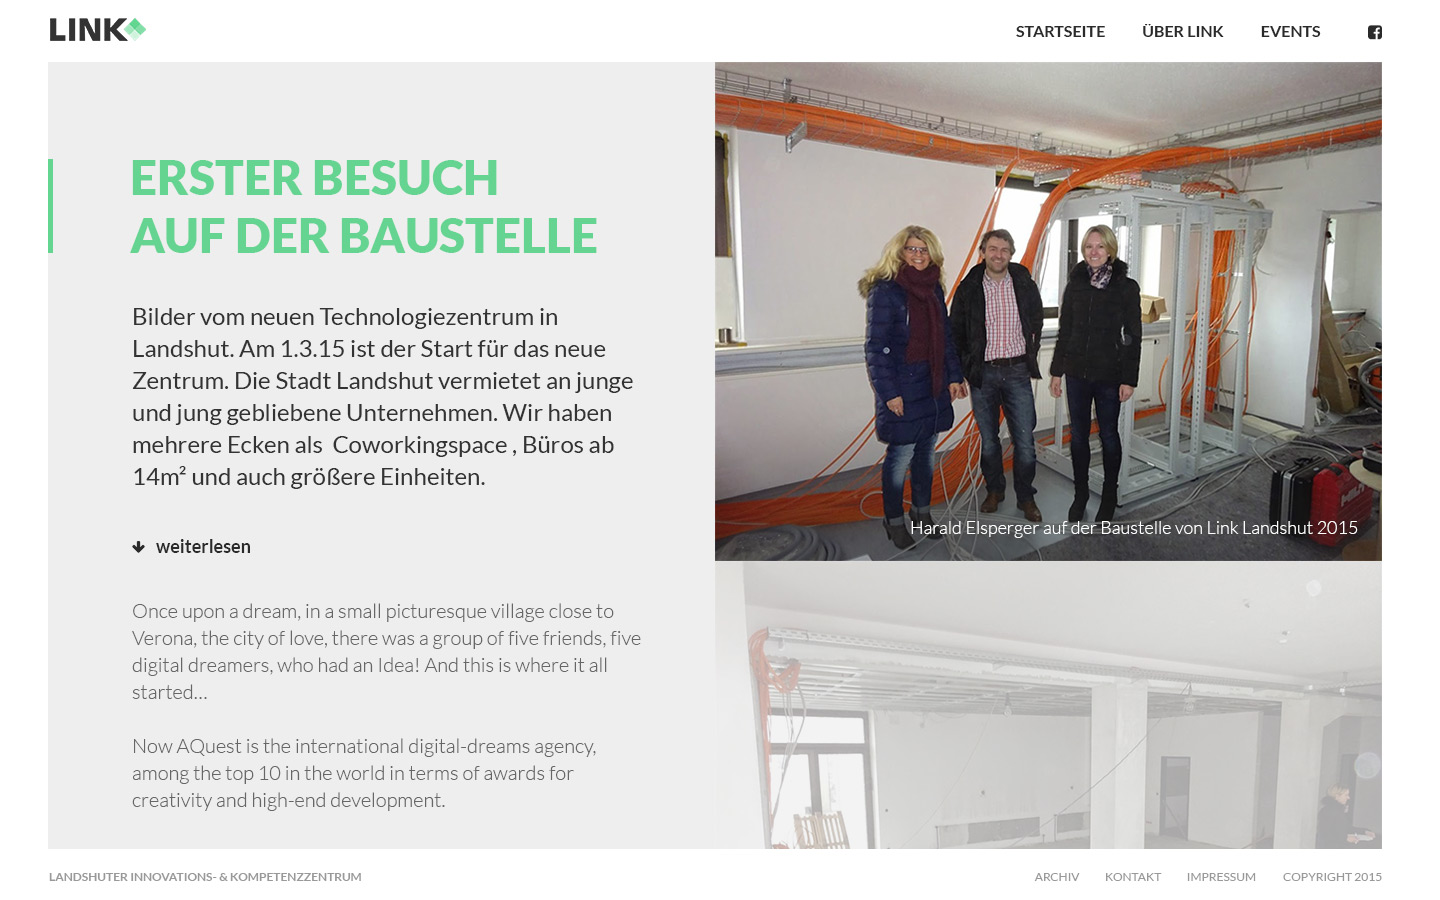 LINK
STARTSEITE ÜBER LINK EVENTS
ERSTER BESUCH
AUF DER BAUSTELLE
Bilder vom neuen Technologiezentrum in
Landshut. Am 1.3.15 ist der Start für das neue
Zentrum. Die Stadt Landshut vermietet an junge
und jung gebliebene Unternehmen. Wir haben
mehrere Ecken als  Coworkingspace , Büros ab
14m² und auch größere Einheiten.
weiterlesen
Once upon a dream, in a small picturesque village close to
Verona, the city of love, there was a group of five friends, five
digital dreamers, who had an Idea! And this is where it all
started...
Now AQuest is the international digital-dreams agency,
among the top 10 in the world in terms of awards for
creativity and high-end development.
HILTI
Harald Elsperger auf der Baustelle von Link Landshut 2015
LANDSHUTER INNOVATIONS- & KOMPETENZZENTRUM
ARCHIV KONTAKT IMPRESSUM COPYRIGHT 2015